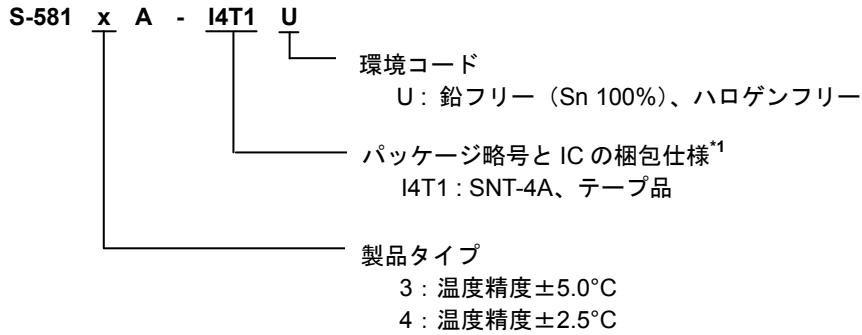 S-581 x A - I4T1 U
環境コード
U : 鉛フリー (Sn 100%)、ハロゲンフリー
パッケージ略号と IC の梱包仕様*1
I4T1 : SNT-4A、テープ品
製品タイプ
3 : 温度精度±5.0°C
4 : 温度精度±2.5°C